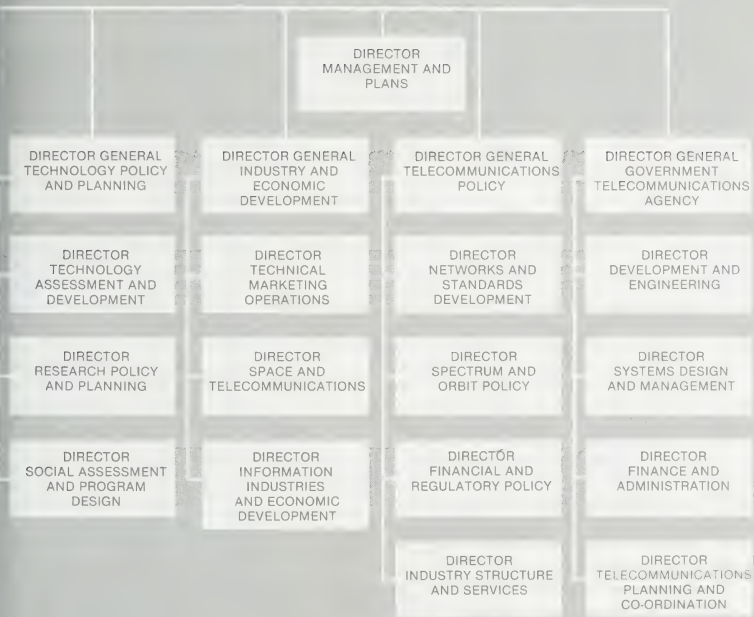 DIRECTOR
MANAGEMENT AND
PLANS
DIRECTOR GENERAL
TECHNOLOGY POLICY
AND PLANNING
DIRECTOR
TECHNOLOGY
ASSESSMENT AND
DEVELOPMENT
DIRECTOR
RESEARCH POLICY
AND PLANNING
DIRECTOR
SOCIAL ASSESSMENT
AND PROGRAM
DESIGN
DIRECTOR GENERAL
INDUSTRY AND
ECONOMIC
DEVELOPMENT
DIRECTOR
TECHNICAL
MARKETING
OPERATIONS
DIRECTOR
SPACE AND
TELECOMMUNICATIONS
DIRECTOR
INFORMATION
INDUSTRIES
AND ECONOMIC
DEVELOPMENT
DIRECTOR GENERAL
TELECOMMUNICATIONS
POLICY
DIRECTOR
NETWORKS AND
STANDARDS
DEVELOPMENT
DIRECTOR
SPECTRUM AND
ORBIT POLICY
DIRECTOR
FINANCIAL AND
REGULATORY POLICY
DIRECTOR
INDUSTRY STRUCTURE
AND SERVICES
DIRECTOR GENERAL
GOVERNMENT
TELECOMMUNICATIONS
AGENCY
DIRECTOR
DEVELOPMENT AND
ENGINEERING
DIRECTOR
SYSTEMS DESIGN
AND MANAGEMENT
DIRECTOR
FINANCE AND
ADMINISTRATION
DIRECTOR
TELECOMMUNICATIONS
PLANNING AND
CO-ORDINATION